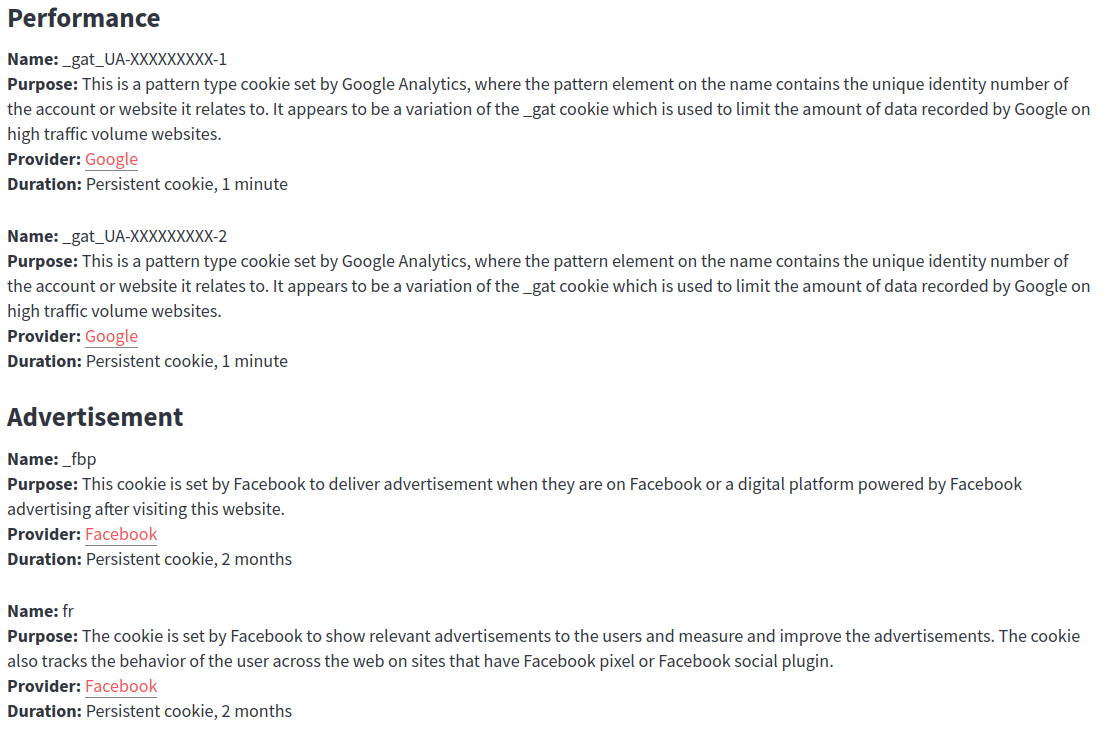 Performance
Name: _gat_UA-XXXXXXXXX-1
Purpose: This is a pattern type cookie set by Google Analytics, where the pattern element on the name contains the unique identity number of
the account or website it relates to. It appears to be a variation of the _gat cookie which is used to limit the amount of data recorded by Google on
high traffic volume websites.
Provider: Google
Duration: Persistent cookie, 1 minute
Name: _gat_UA-XXXXXXXXX-2
Purpose: This is a pattern type cookie set by Google Analytics, where the pattern element on the name contains the unique identity number of
the account or website it relates to. It appears to be a variation of the _gat cookie which is used to limit the amount of data recorded by Google on
high traffic volume websites.
Provider: Google
Duration: Persistent cookie, 1 minute
Advertisement
Name: _fbp
Purpose: This cookie is set by Facebook to deliver advertisement when they are on Facebook or a digital platform powered by Facebook
advertising after visiting this website.
Provider: Facebook
Duration: Persistent cookie, 2 months
Name: fr
Purpose: The cookie is set by Facebook to show relevant advertisements to the users and measure and improve the advertisements. The cookie
also tracks the behavior of the user across the web on sites that have Facebook pixel or Facebook social plugin.
Provider: Facebook
Duration: Persistent cookie, 2 months